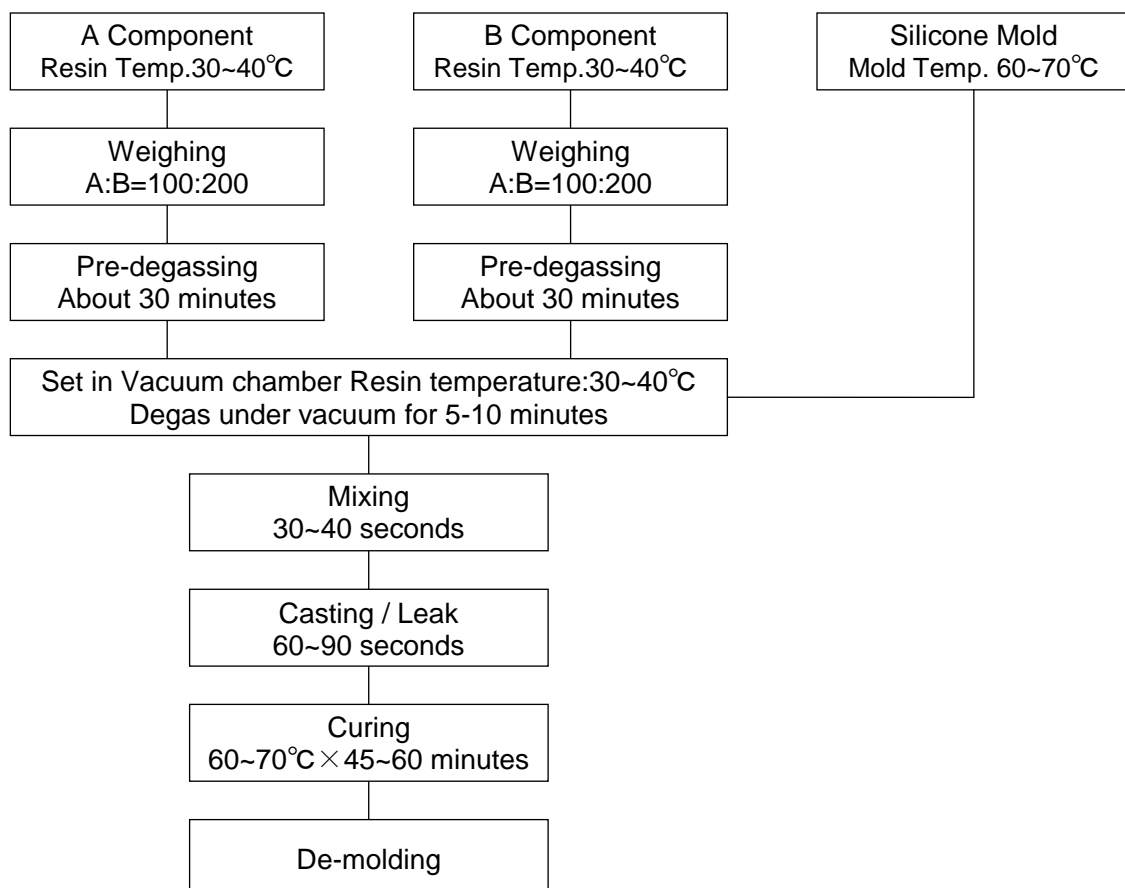 A Component
Resin Temp.30~40℃
B Component
Resin Temp.30~40℃
Silicone Mold
Mold Temp. 60~70℃
Weighing
A:B=100:200
Weighing
A:B=100:200
Pre-degassing
About 30 minutes
Pre-degassing
About 30 minutes
Set in Vacuum chamber Resin temperature:30~40℃
Degas under vacuum for 5-10 minutes
Mixing
30~40 seconds
Casting / Leak
60~90 seconds
Curing
60~70℃×45~60 minutes
De-molding